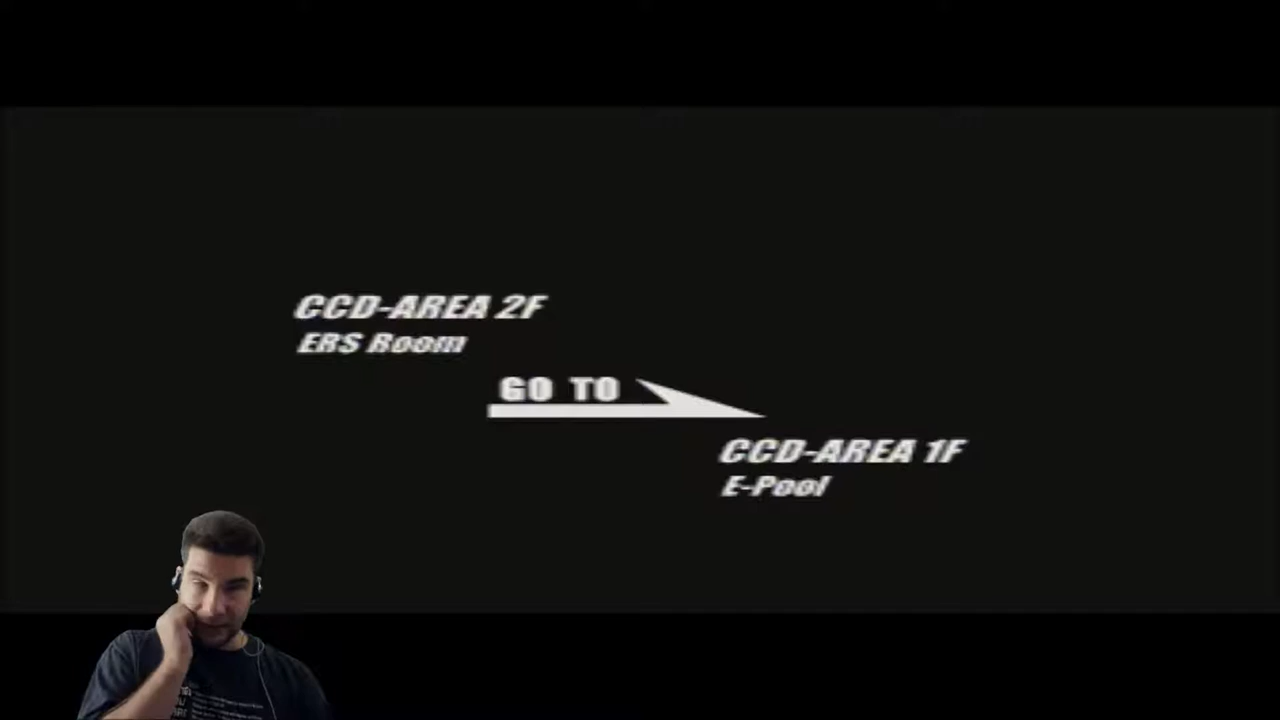 CCD-AREA 2F
ERS Room
GO TO
CCD-AREA 1F
E-Pool